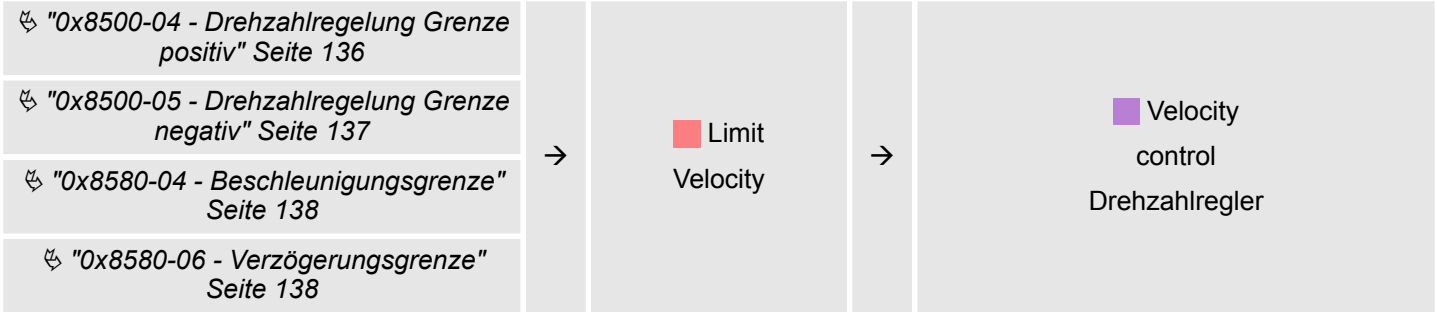 "0x8500-04 - Drehzahlregelung Grenze
positiv" Seite 136
"0x8500-05 - Drehzahlregelung Grenze
negativ" Seite 137
"0x8580-04 - Beschleunigungsgrenze"
Seite 138
"0x8580-06 - Verzögerungsgrenze"
Seite 138
→
Limit
Velocity
→
Velocity
control
Drehzahlregler